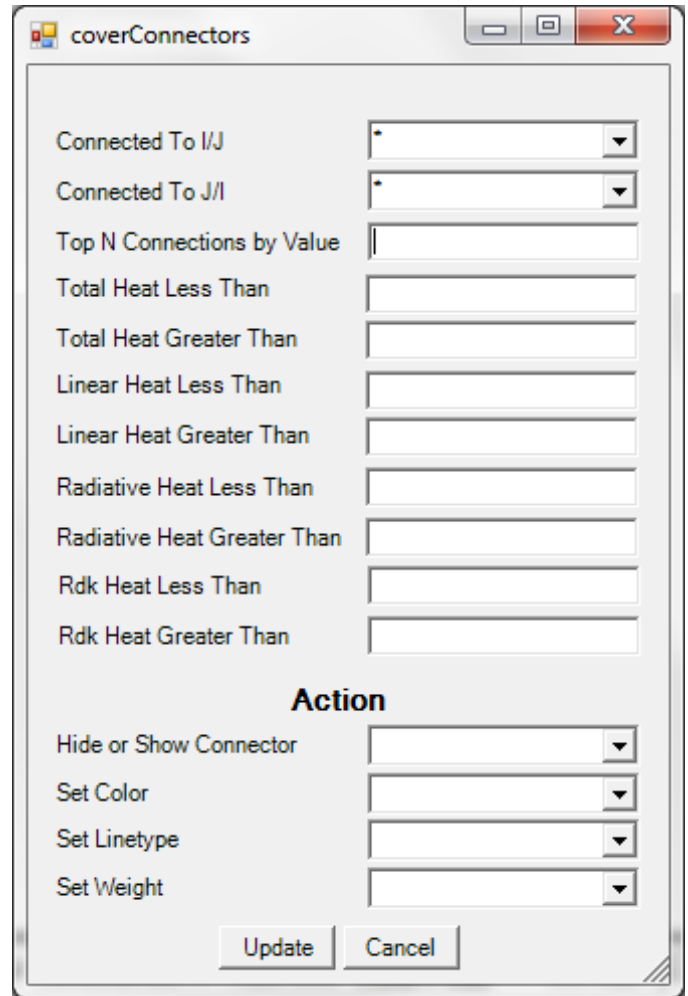 coverConnectors
Connected To I/J *
Connected To J/I *
Top N Connections by Value
Total Heat Less Than
Total Heat Greater Than
Linear Heat Less Than
Linear Heat Greater Than
Radiative Heat Less Than
Radiative Heat Greater Than
Rdk Heat Less Than
Rdk Heat Greater Than
Action
Hide or Show Connector
Set Color
Set Linetype
Set Weight
Update Cancel